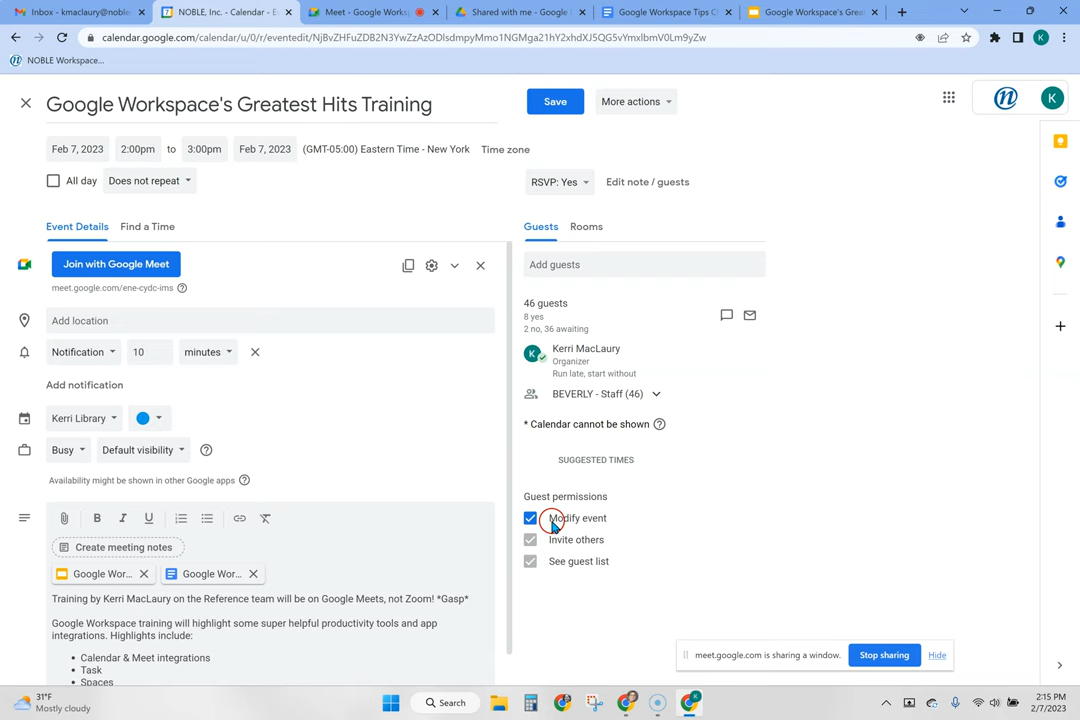 Inbox - kmaclaury@noble
NOBLE, Inc. - Calendar - E
Meet - Google Works
Shared with me - Google
Google Workspace Tips C
Google Workspace's Grea
calendar.google.com/calendar/u/0/r/eventedit/
NOBLE Workspace...
Google Workspace's Greatest Hits Training
Save
More actions
n
K
Feb 7, 2023 2:00pm to 3:00pm Feb 7, 2023 (GMT-05:00) Eastern Time - New York Time zone
All day Does not repeat
RSVP: Yes Edit note / guests
Event Details Find a Time
Guests Rooms
Join with Google Meet
meet.google.com/ene-cydc-ims
Add guests
Add location
46 guests
8 yes
2 no, 36 awaiting
Notification 10 minutes
K Kerri MacLaury
Organizer
Run late, start without
Add notification
BEVERLY - Staff (46)
Kerri Library
* Calendar cannot be shown
Busy Default visibility
SUGGESTED TIMES
Availability might be shown in other Google apps
Guest permissions
Modify event
Invite others
See guest list
B I U
Create meeting notes
Google Wor... Google Wor...
Training by Kerri MacLaury on the Reference team will be on Google Meets, not Zoom! *Gasp*
Google Workspace training will highlight some super helpful productivity tools and app
integrations. Highlights include:
• Calendar & Meet integrations
• Task
• Spaces
meet.google.com is sharing a window. Stop sharing Hide
31°F
Mostly cloudy
Search
2:15 PM
2/7/2023